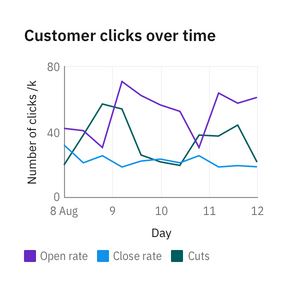 Customer clicks over time
Number of clicks /k
80
40
0
8 Aug 9 10 11 12
Day
Open rate Close rate Cuts